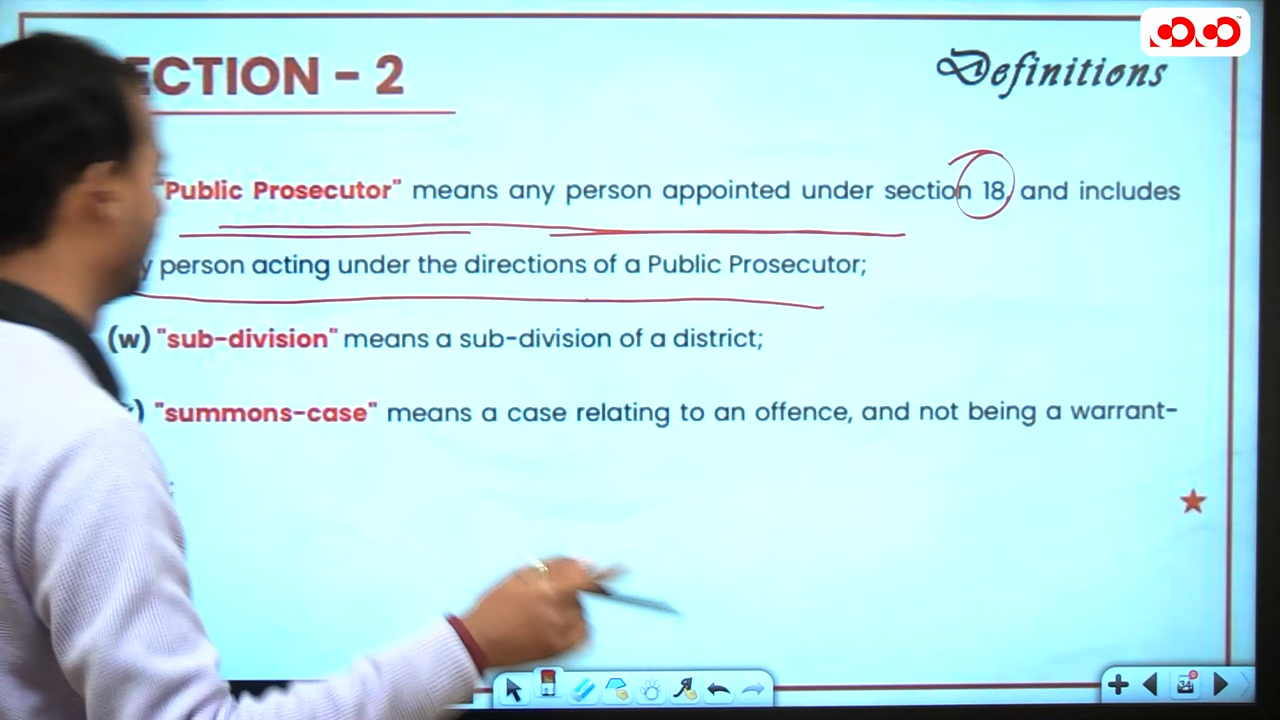 ECTION - 2
Definitions
"Public Prosecutor" means any person appointed under section 18, and includes
y person acting under the directions of a Public Prosecutor;
(w) "sub-division" means a sub-division of a district;
) "summons-case" means a case relating to an offence, and not being a warrant-
;
34